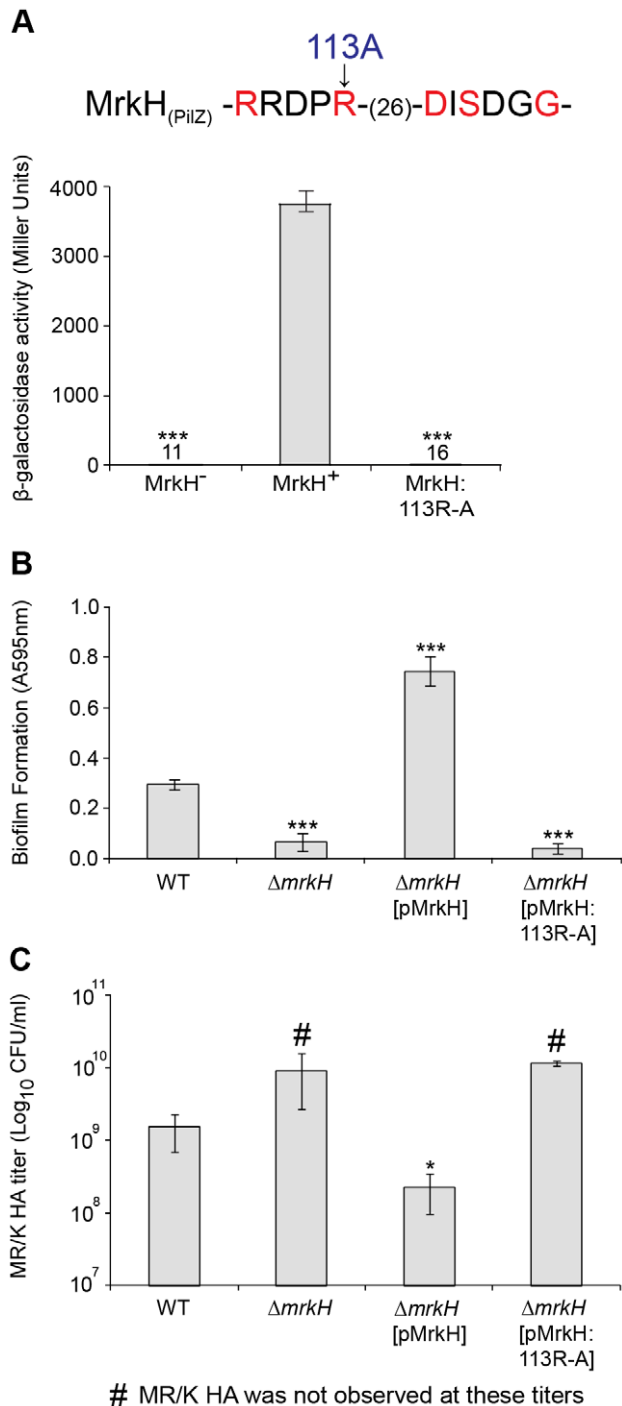 A
113A
↓
MrkH(PilZ) -RRDPR-(26)-DISDGG-
β-galactosidase activity (Miller Units)
4000
3000
2000
1000
0
***
11
***
16
MrkH-
MrkH+
MrkH:
113R-A
B
Biofilm Formation (A595nm)
1.0
0.8
0.6
0.4
0.2
0.0
***
***
***
WT
ΔmrkH
ΔmrkH
[pMrkH]
ΔmrkH
[pMrkH:
113R-A]
C
MR/K HA titer (Log10 CFU/ml)
10^11
10^10
10^9
10^8
10^7
#
*
#
WT
ΔmrkH
ΔmrkH
[pMrkH]
ΔmrkH
[pMrkH:
113R-A]
# MR/K HA was not observed at these titers